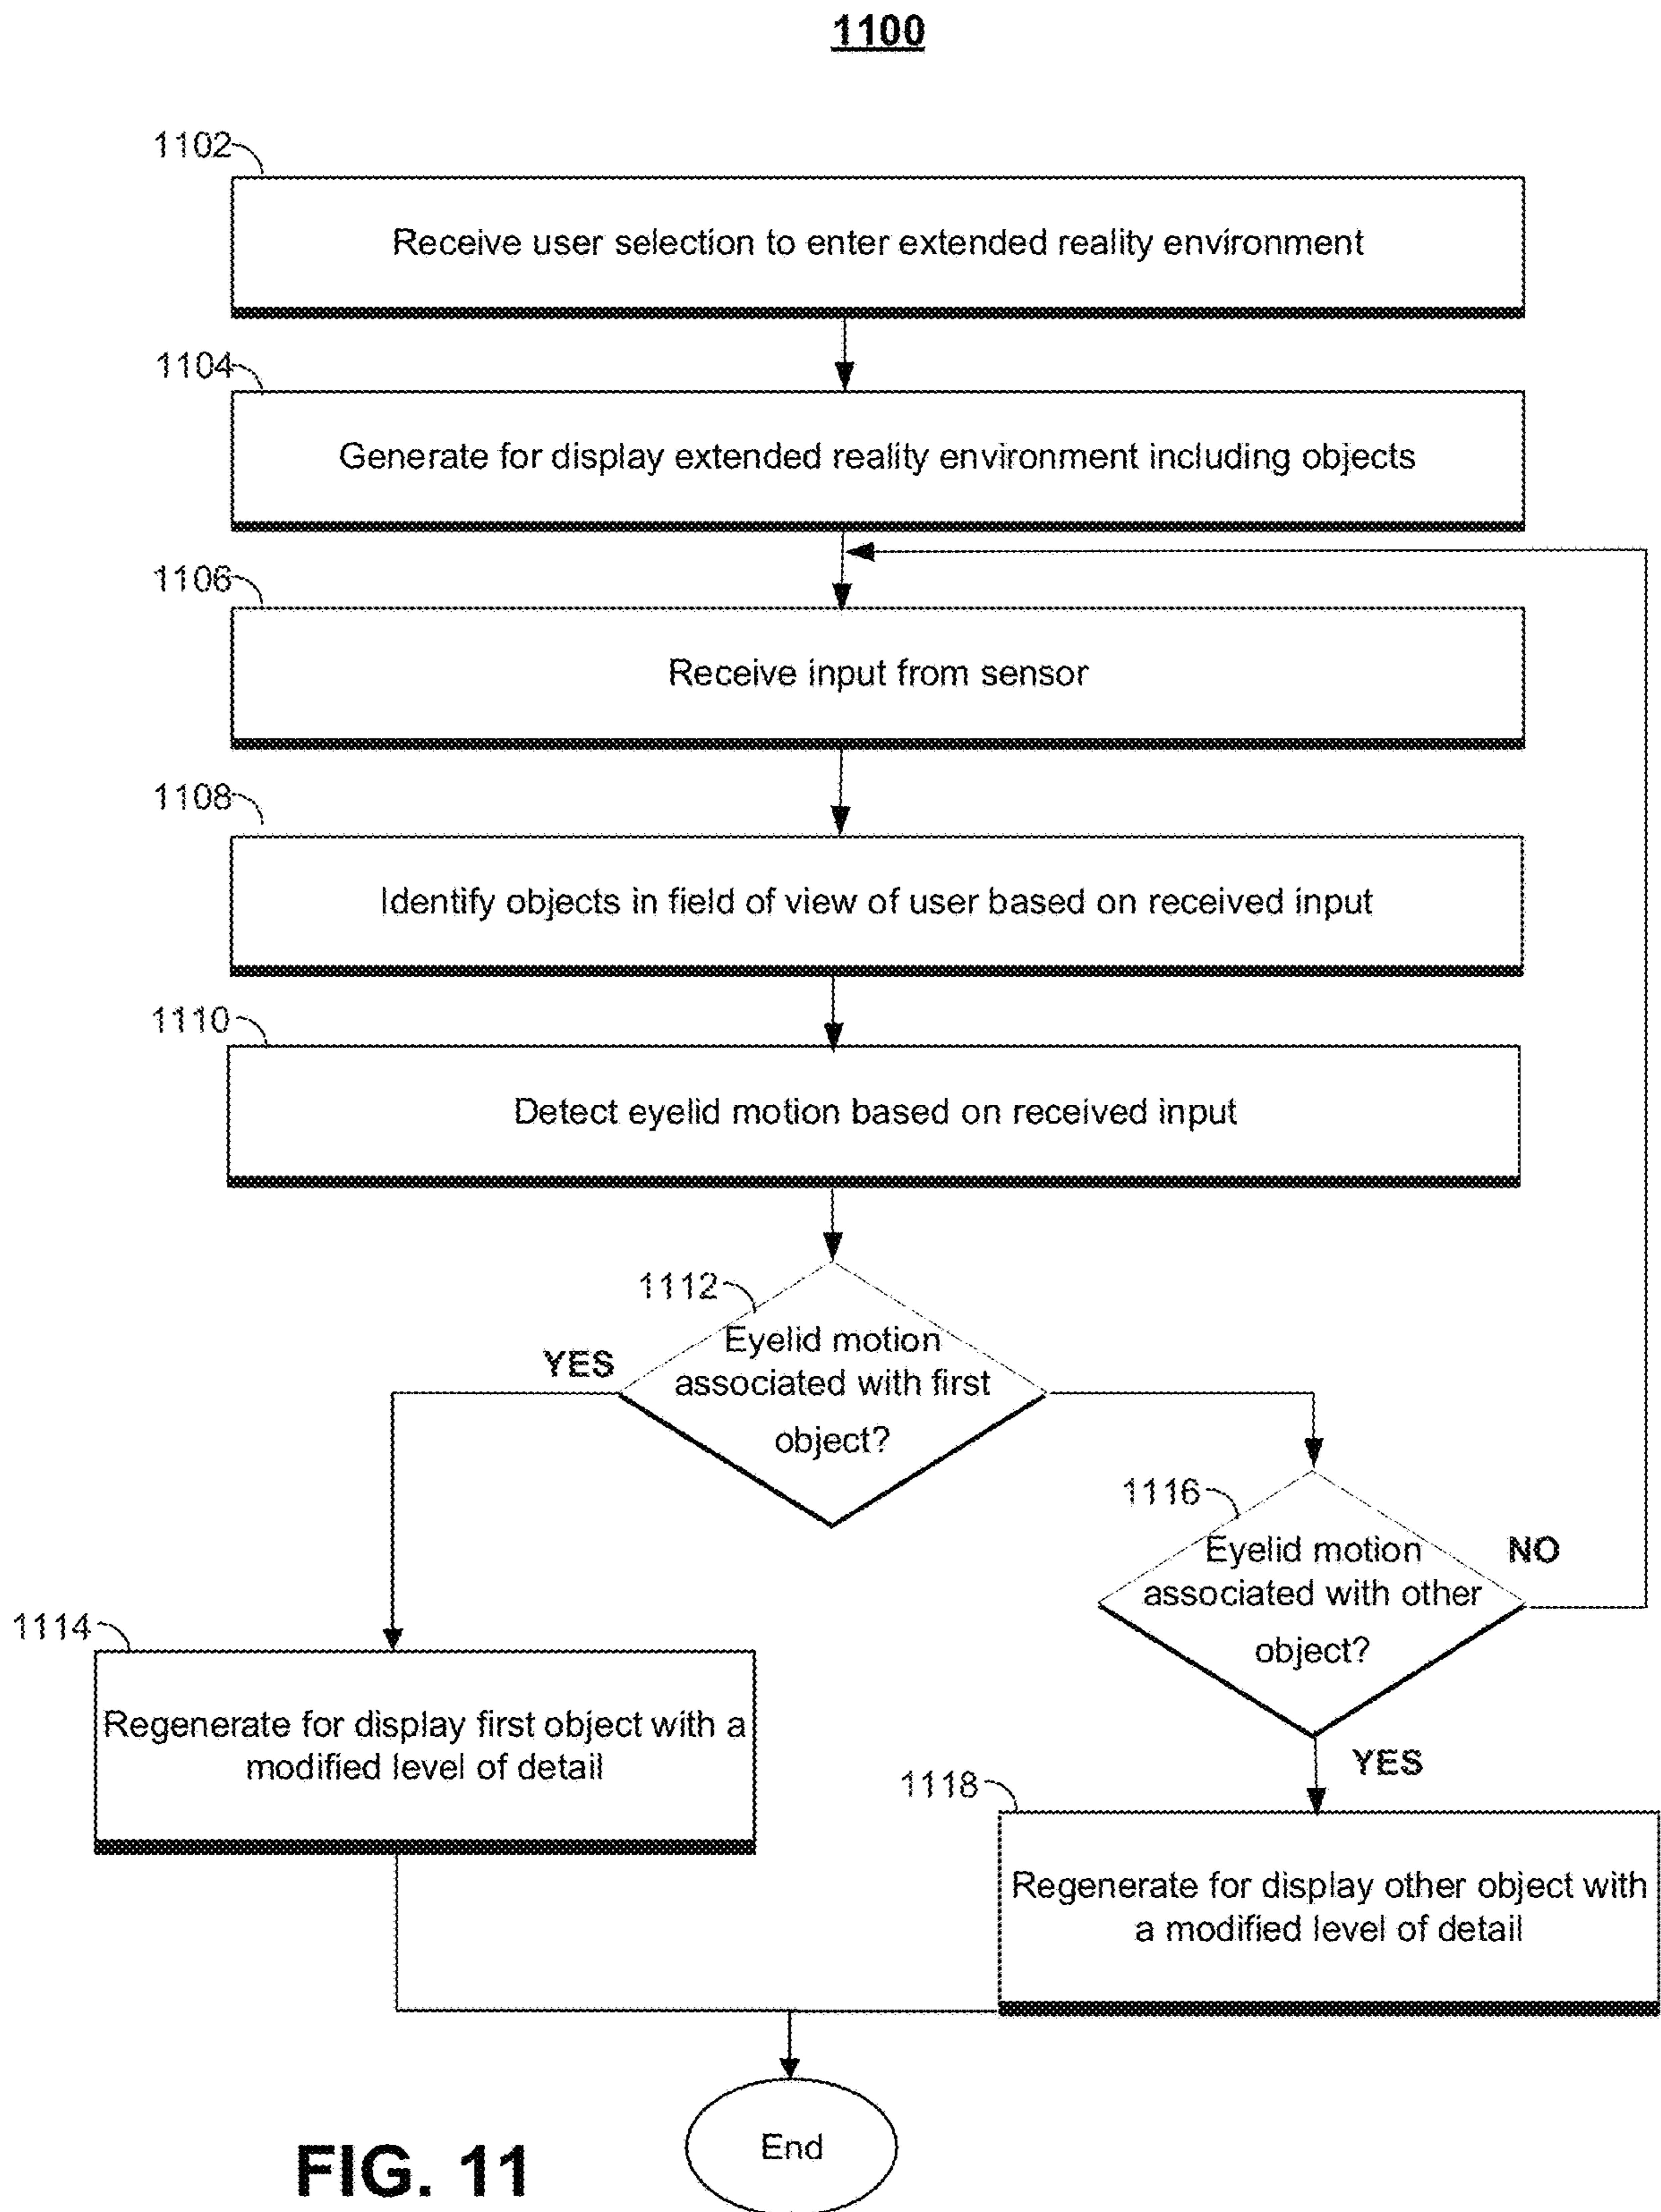 1100
1102
Receive user selection to enter extended reality environment
1104
Generate for display extended reality environment including objects
1106
Receive input from sensor
1108
Identify objects in field of view of user based on received input
1110
Detect eyelid motion based on received input
1112
YES
Eyelid motion
associated with first
object?
1116
Eyelid motion
associated with other
object?
NO
1114
Regenerate for display first object with a
modified level of detail
YES
1118
Regenerate for display other object with
a modified level of detail
End
FIG. 11